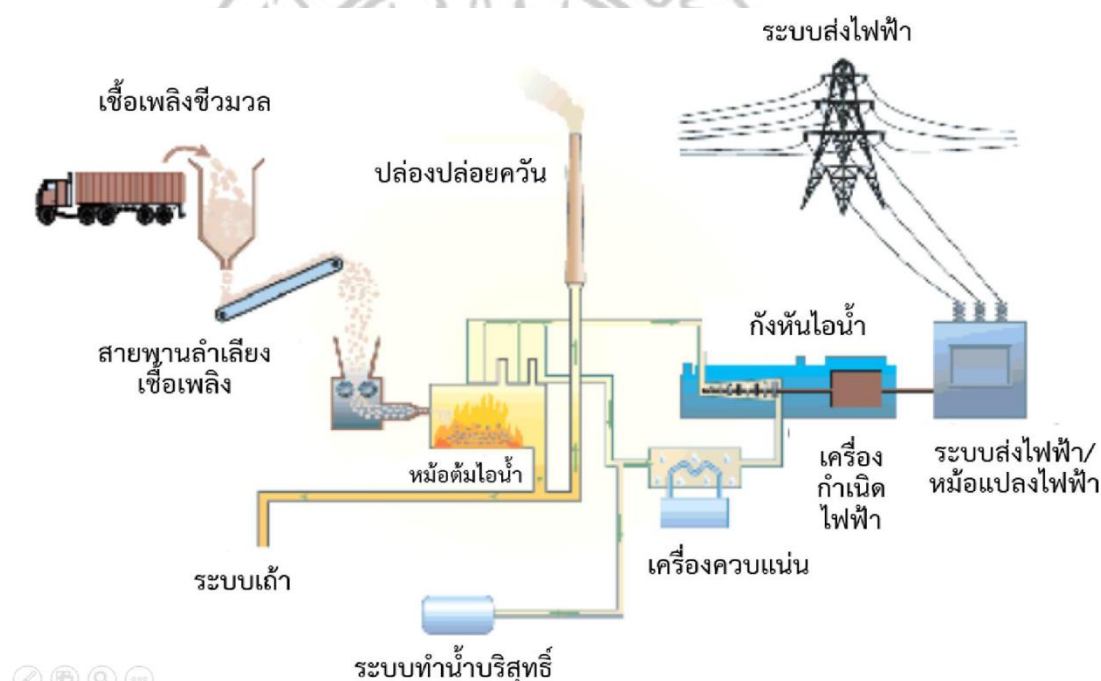 ระบบส่งไฟฟ้า
เชื้อเพลิงชีวมวล
ปล่องปล่อยควัน
กังหันไอน้ำ
สายพานลำเลียง
เชื้อเพลิง
หม้อต้มไอน้ำ
เครื่อง
กำเนิด
ไฟฟ้า
ระบบส่งไฟฟ้า/
หม้อแปลงไฟฟ้า
เครื่องควบแน่น
ระบบเถ้า
ระบบทำน้ำบริสุทธิ์